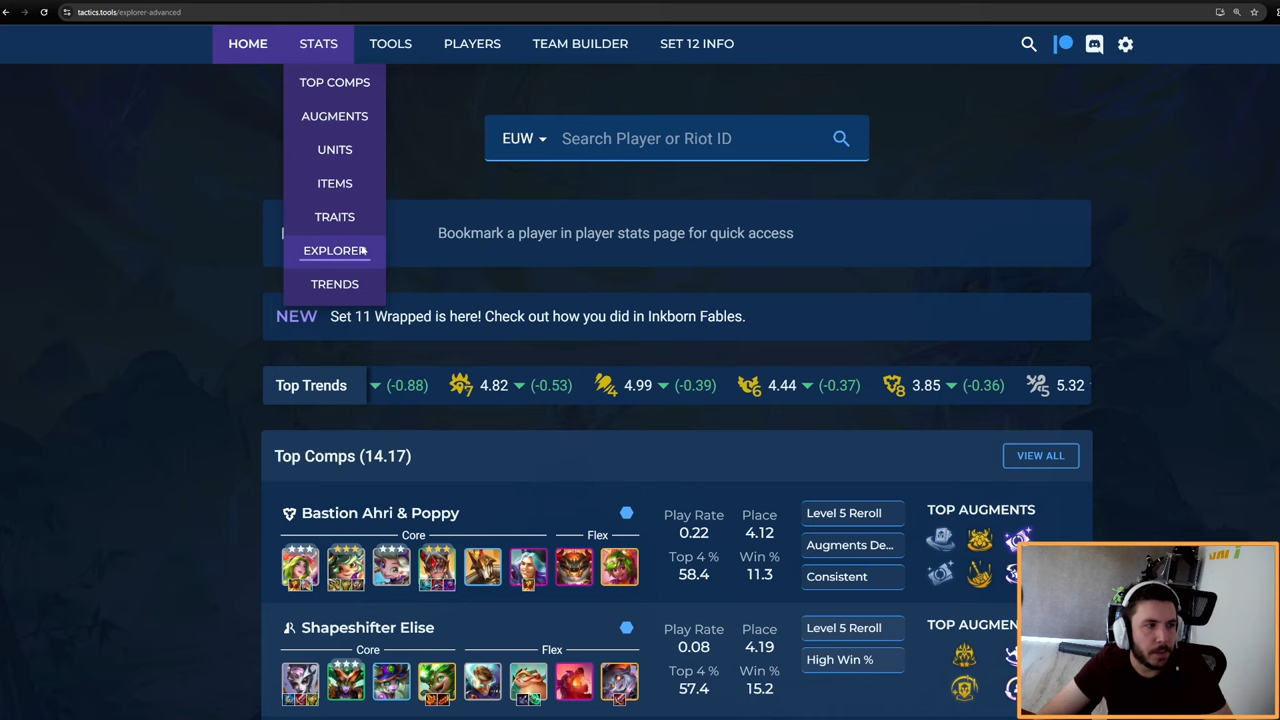 tactics.tools/explorer-advanced
HOME STATS TOOLS PLAYERS TEAM BUILDER SET 12 INFO
TOP COMPS
AUGMENTS
UNITS
ITEMS
TRAITS
EXPLORER
TRENDS
EUW Search Player or Riot ID
Bookmark a player in player stats page for quick access
NEW Set 11 Wrapped is here! Check out how you did in Inkborn Fables.
Top Trends (-0.88) 7 4.82 (-0.53) 4 4.99 (-0.39) 6 4.44 (-0.37) 8 3.85 (-0.36) 5 5.32
Top Comps (14.17) VIEW ALL
Bastion Ahri & Poppy
Core Flex
Play Rate Place
0.22 4.12
Top 4 % Win %
58.4 11.3
Level 5 Reroll
Augments De...
Consistent
TOP AUGMENTS
Shapeshifter Elise
Core Flex
Play Rate Place
0.08 4.19
Top 4 % Win %
57.4 15.2
Level 5 Reroll
High Win %
TOP AUGMEN